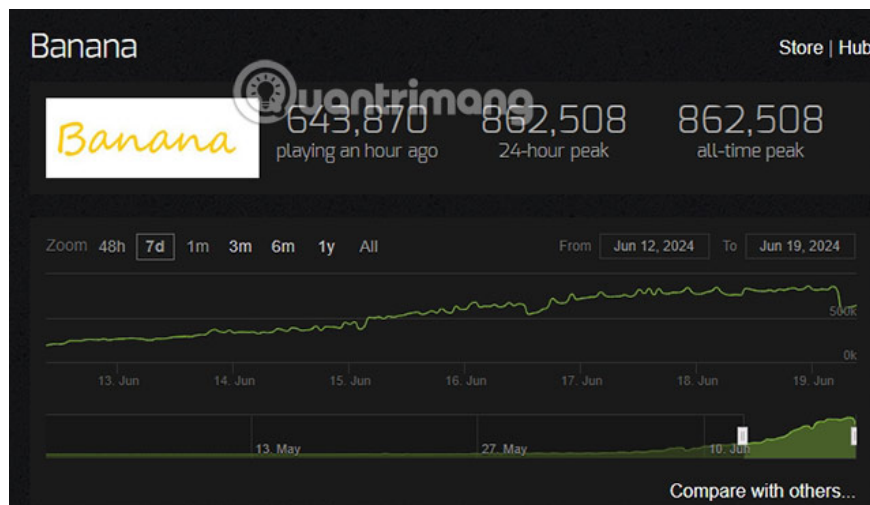 Banana
Store | Hub
Quantrimang
Banana
643,870
playing an hour ago
862,508
24-hour peak
862,508
all-time peak
Zoom 48h 7d 1m 3m 6m 1y All
From Jun 12, 2024 To Jun 19, 2024
500k
0k
13. Jun 14. Jun 15. Jun 16. Jun 17. Jun 18. Jun 19. Jun
13. May 27. May 10. Jun
Compare with others...